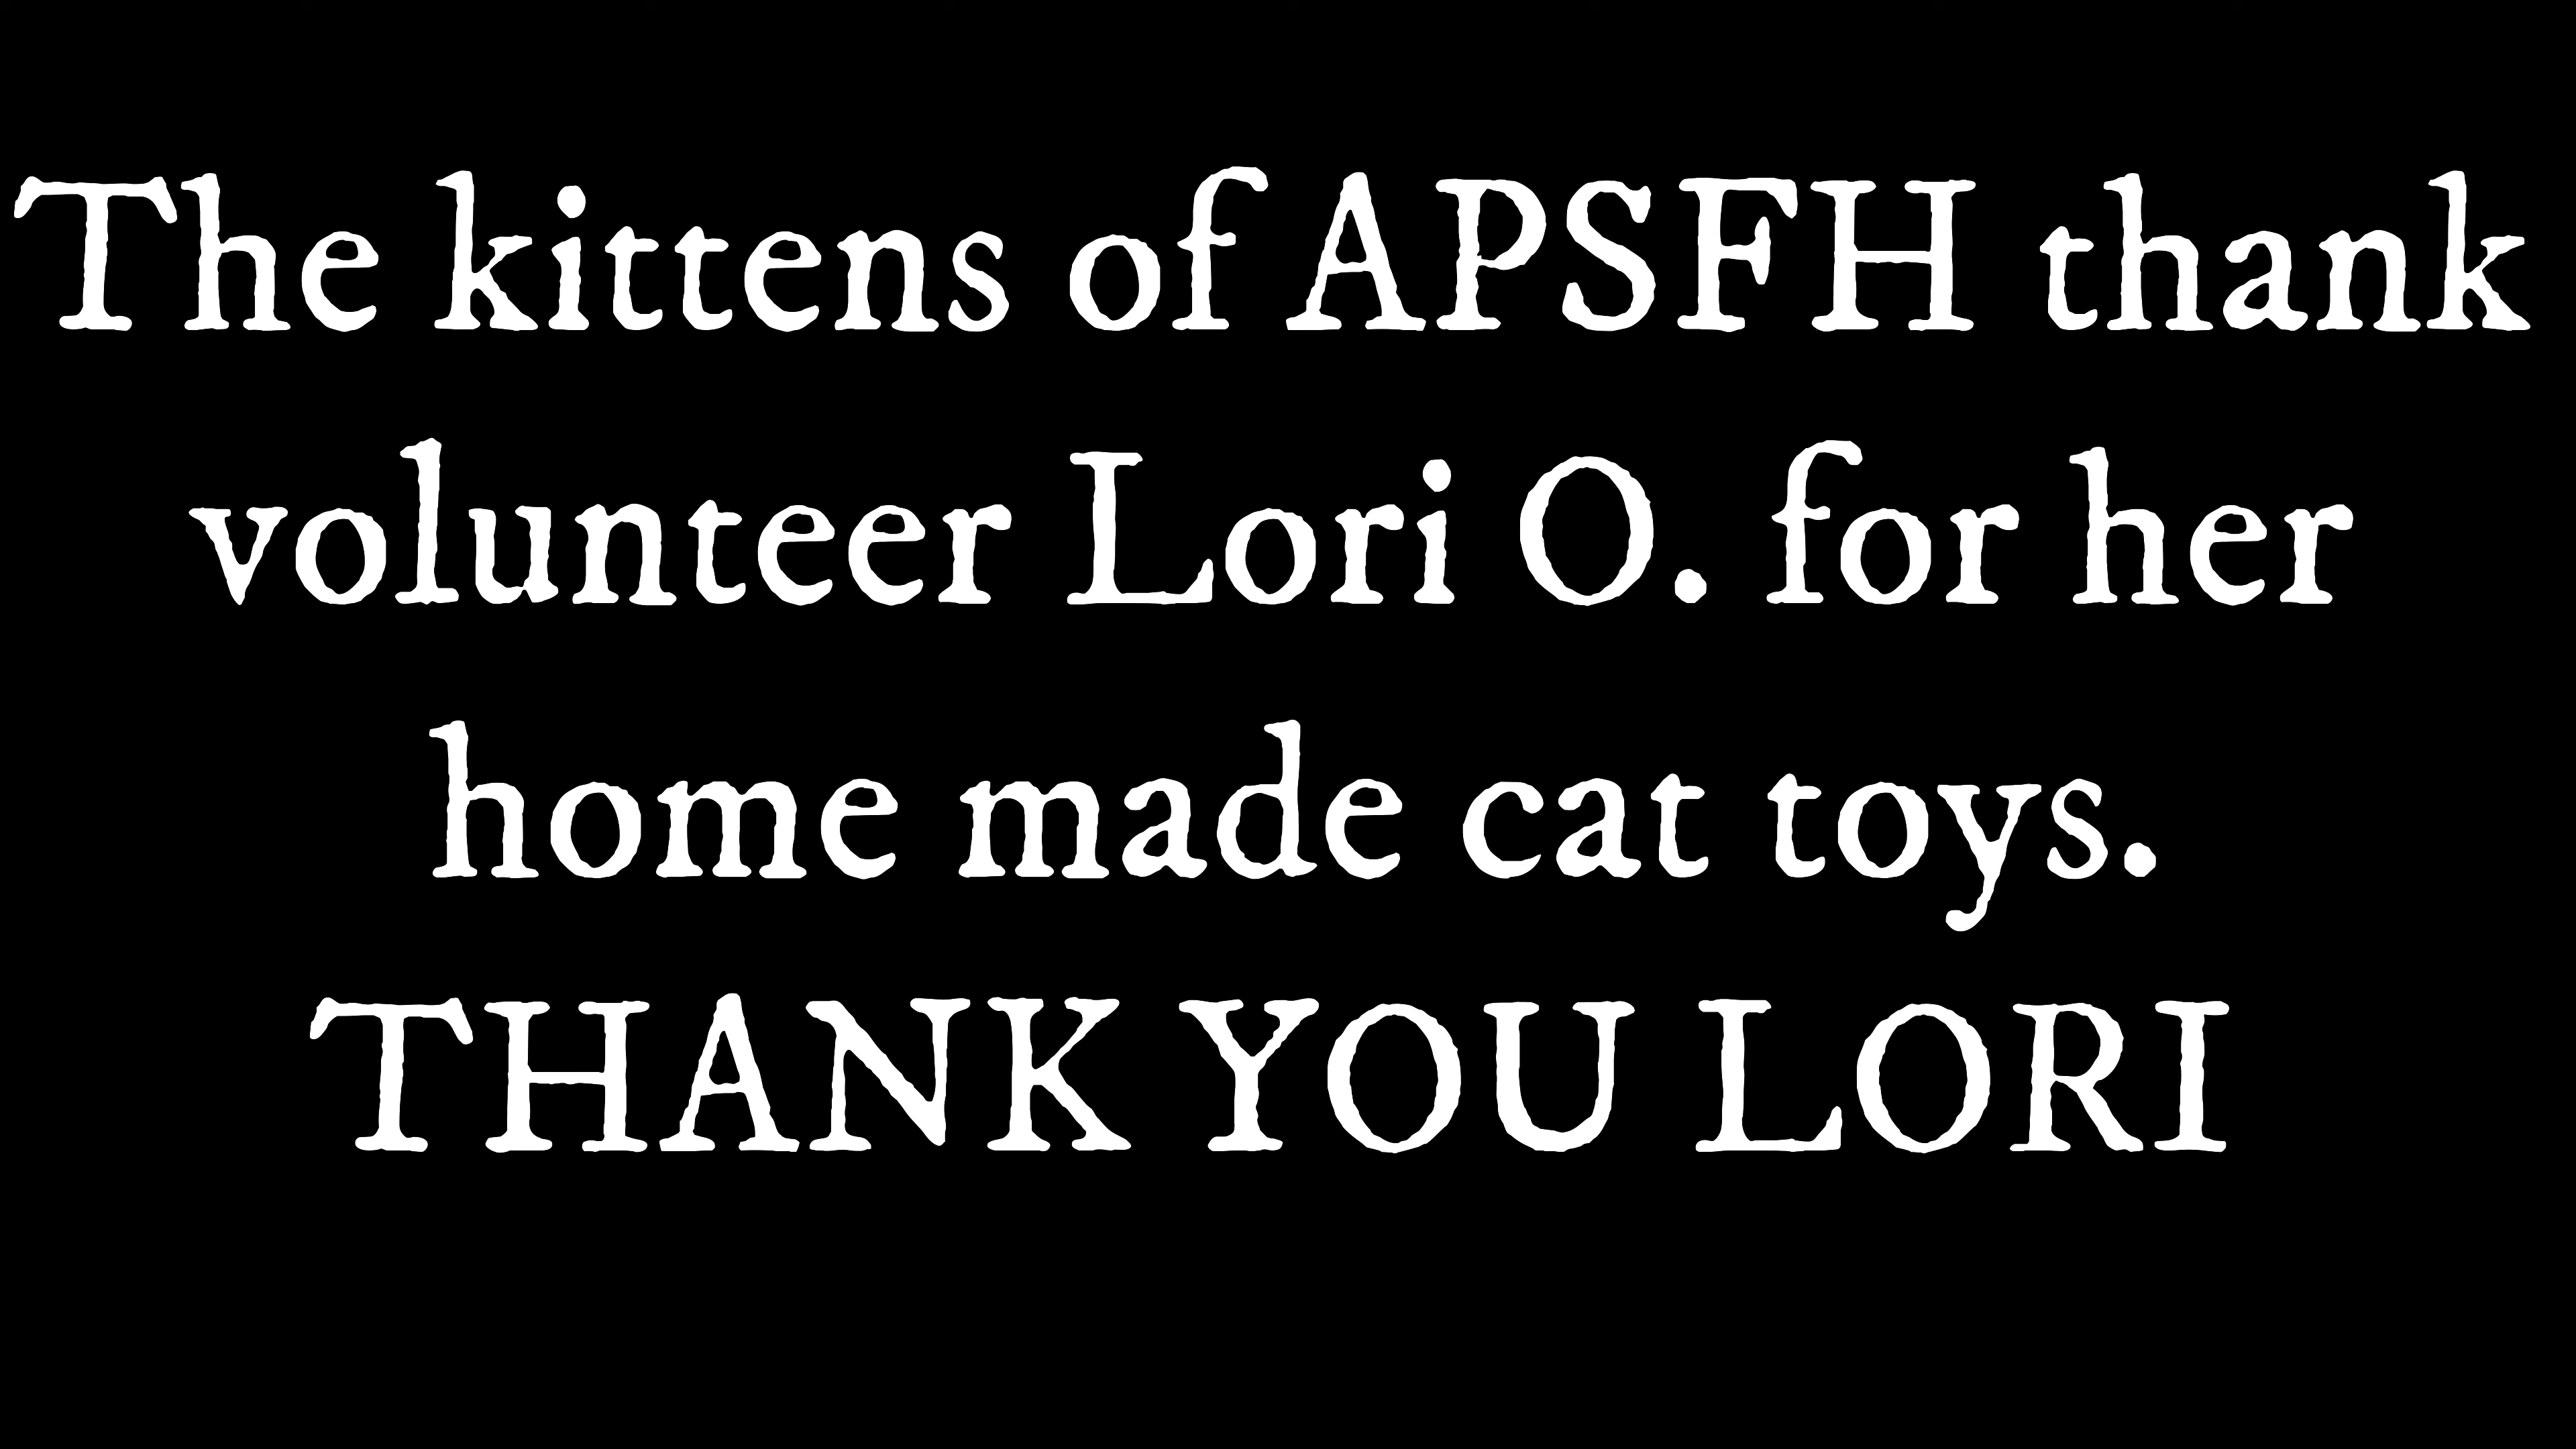 The kittens of APSFH thank
volunteer Lori O. for her
home made cat toys.
THANK YOU LORI